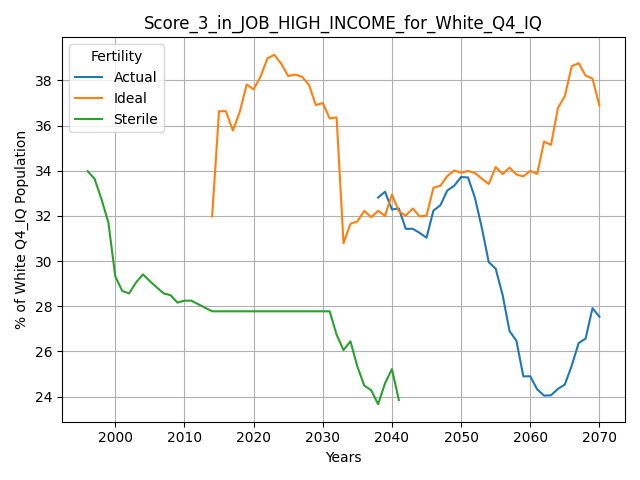 Score_3_in_JOB_HIGH_INCOME_for_White_Q4_IQ
Fertility
Actual
Ideal
Sterile
% of White Q4_IQ Population
38
36
34
32
30
28
26
24
2000
2010
2020
2030
2040
2050
2060
2070
Years